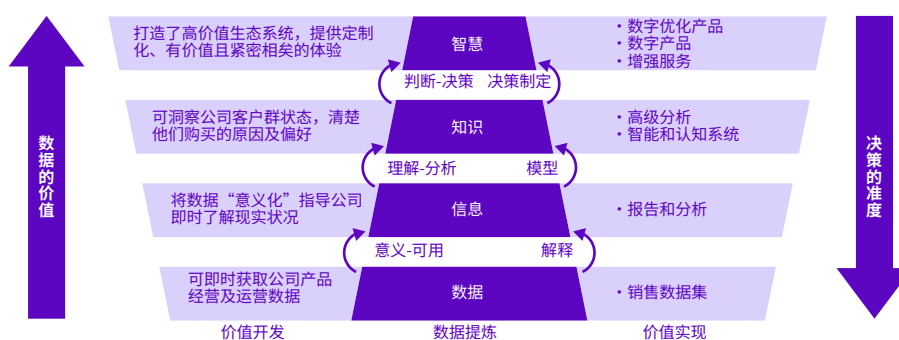 打造了高价值生态系统，提供定制
化、有价值且紧密相关的体验
智慧
・数字优化产品
・数字产品
・增强服务
判断-决策 决策制定
可洞察公司客户群状态，清楚
他们购买的原因及偏好
知识
・高级分析
・智能和认知系统
理解-分析 模型
将数据“意义化”指导公司
即时了解现实状况
信息
・报告和分析
意义-可用 解释
可即时获取公司产品
经营及运营数据
数据
・销售数据集
价值开发 数据提炼 价值实现
数据的价值
决策的准度